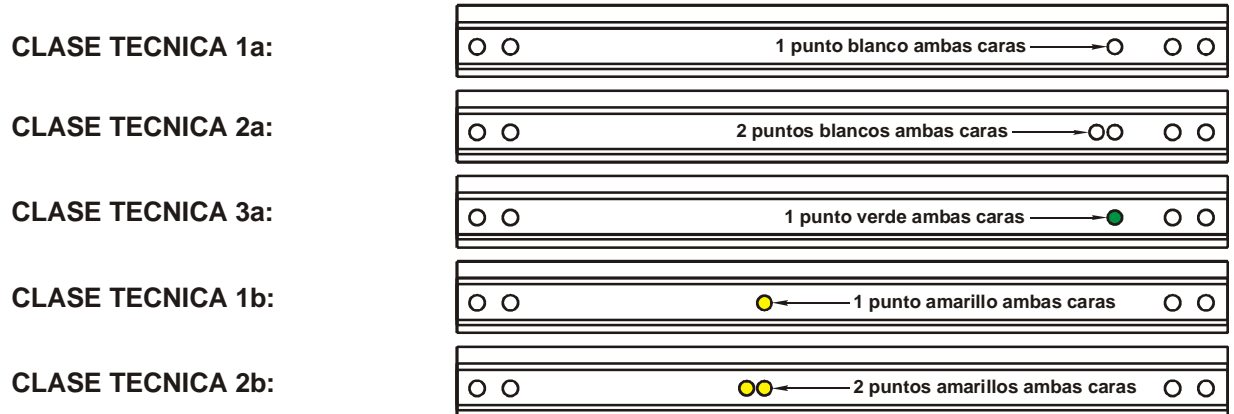 CLASE TECNICA 1a:
1 punto blanco ambas caras
CLASE TECNICA 2a:
2 puntos blancos ambas caras
CLASE TECNICA 3a:
1 punto verde ambas caras
CLASE TECNICA 1b:
1 punto amarillo ambas caras
CLASE TECNICA 2b:
2 puntos amarillos ambas caras